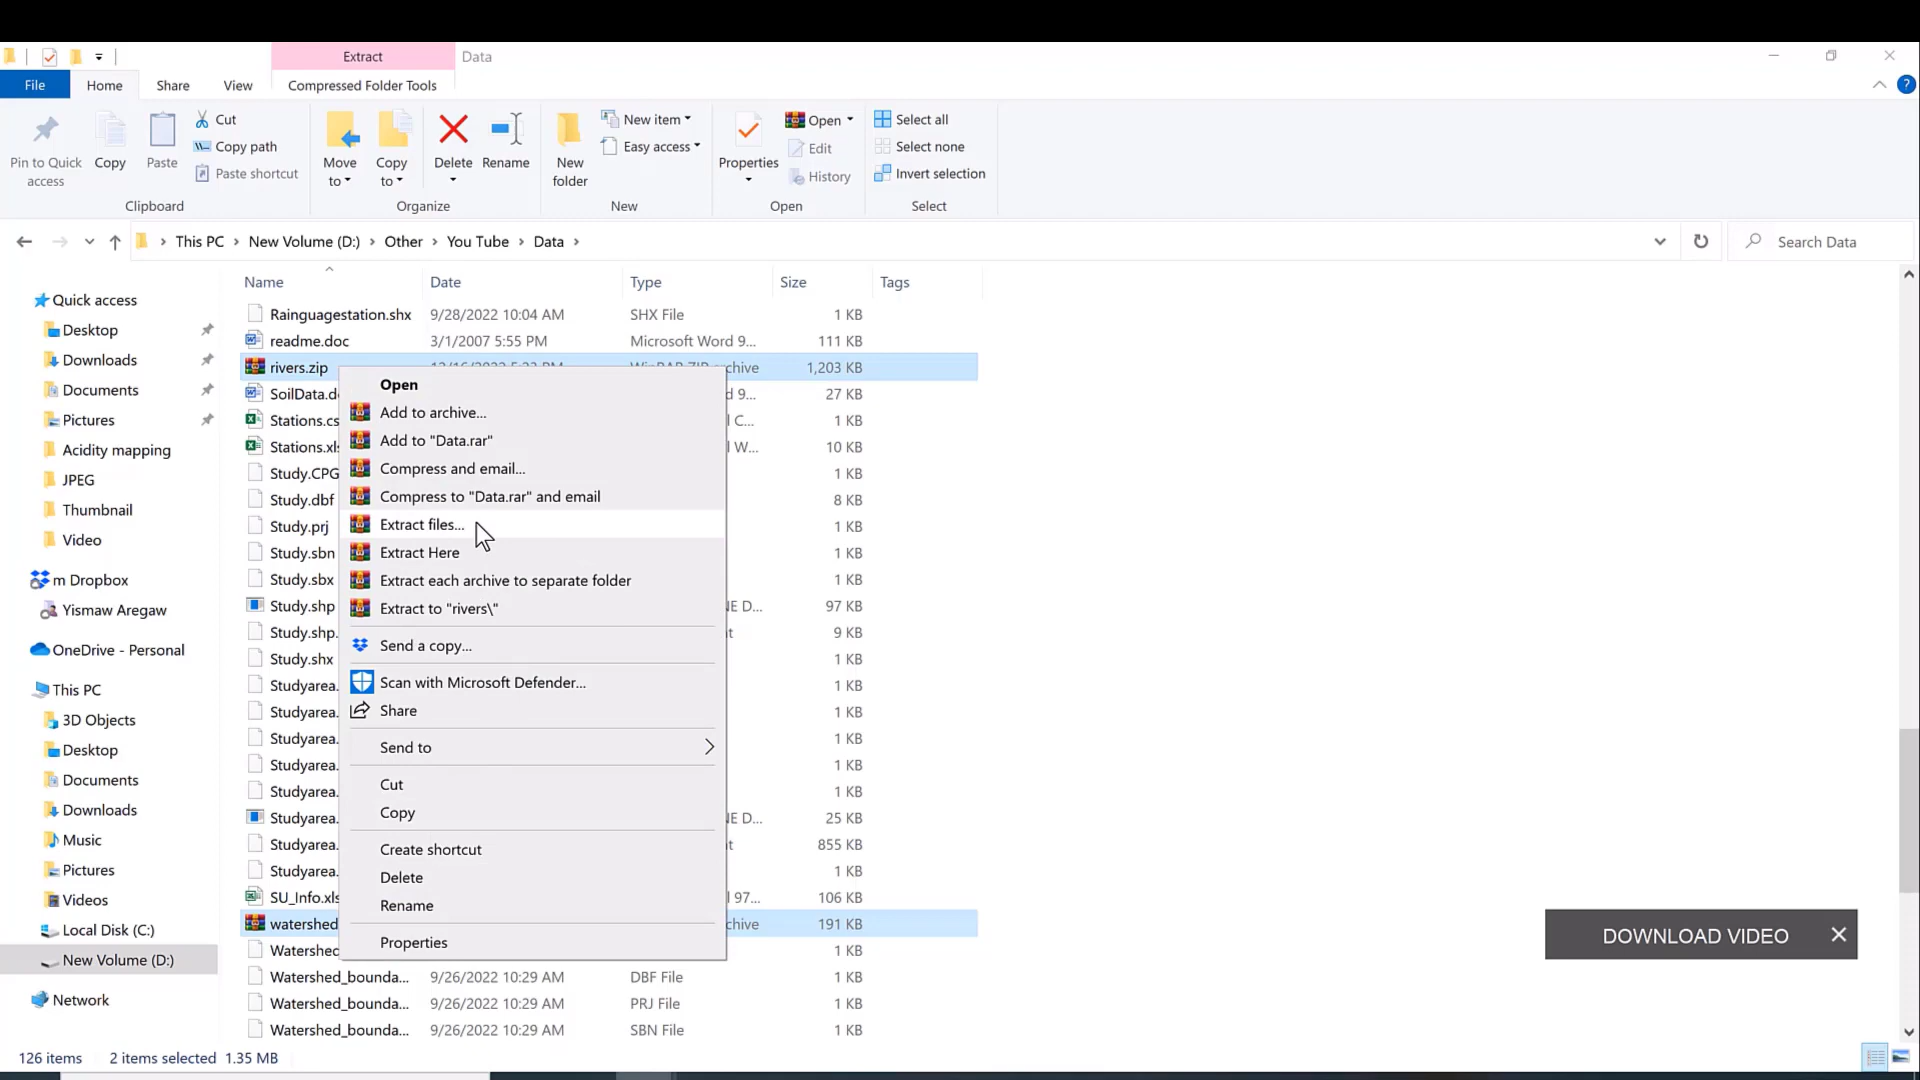 Extract
Data
File
Home
Share
View
Compressed Folder Tools
Pin to Quick access
Copy
Paste
Cut
Copy path
Paste shortcut
Clipboard
Move to
Copy to
Delete
Rename
Organize
New folder
New item
Easy access
New
Properties
Open
Edit
History
Open
Select all
Select none
Invert selection
Select
This PC > New Volume (D:) > Other > You Tube > Data >
Search Data
Name Date Type Size Tags
Quick access
Desktop
Downloads
Documents
Pictures
Acidity mapping
JPEG
Thumbnail
Video
m Dropbox
Yismaw Aregaw
OneDrive - Personal
This PC
3D Objects
Desktop
Documents
Downloads
Music
Pictures
Videos
Local Disk (C:)
New Volume (D:)
Network
Rainguagestation.shx 9/28/2022 10:04 AM SHX File 1 KB
readme.doc 3/1/2007 5:55 PM Microsoft Word 9... 111 KB
rivers.zip 1,203 KB
SoilData.d d 9... 27 KB
Stations.cs l C... 1 KB
Stations.xls l W... 10 KB
Study.CPG 1 KB
Study.dbf 8 KB
Study.prj 1 KB
Study.sbn 1 KB
Study.sbx 1 KB
Study.shp NE D... 97 KB
Study.shp. t 9 KB
Study.shx 1 KB
Studyarea. 1 KB
Studyarea. 1 KB
Studyarea. 1 KB
Studyarea. 1 KB
Studyarea. 1 KB
Studyarea. NE D... 25 KB
Studyarea. t 855 KB
Studyarea. 1 KB
SU_Info.xls l 97... 106 KB
watershed chive 191 KB
Watershed 1 KB
Watershed_bounda... 9/26/2022 10:29 AM DBF File 1 KB
Watershed_bounda... 9/26/2022 10:29 AM PRJ File 1 KB
Watershed_bounda... 9/26/2022 10:29 AM SBN File 1 KB
Open
Add to archive...
Add to "Data.rar"
Compress and email...
Compress to "Data.rar" and email
Extract files...
Extract Here
Extract each archive to separate folder
Extract to "rivers\"
Send a copy...
Scan with Microsoft Defender...
Share
Send to
Cut
Copy
Create shortcut
Delete
Rename
Properties
DOWNLOAD VIDEO
126 items 2 items selected 1.35 MB